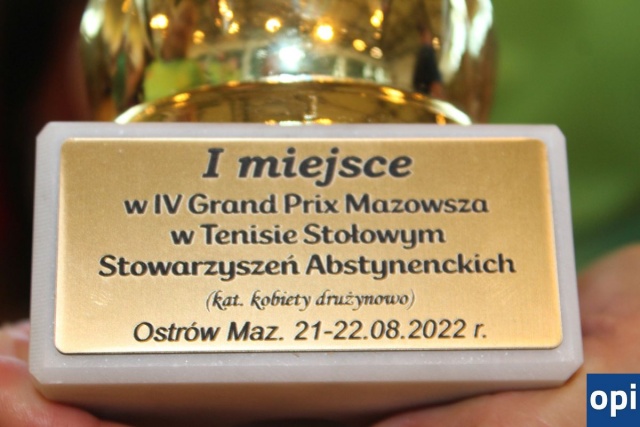 I miejsce
w IV Grand Prix Mazowsza
w Tenisie Stołowym
Stowarzyszeń Abstynenckich
(kat. kobiety drużynowo)
Ostrów Maz. 21-22.08.2022 r.
opi